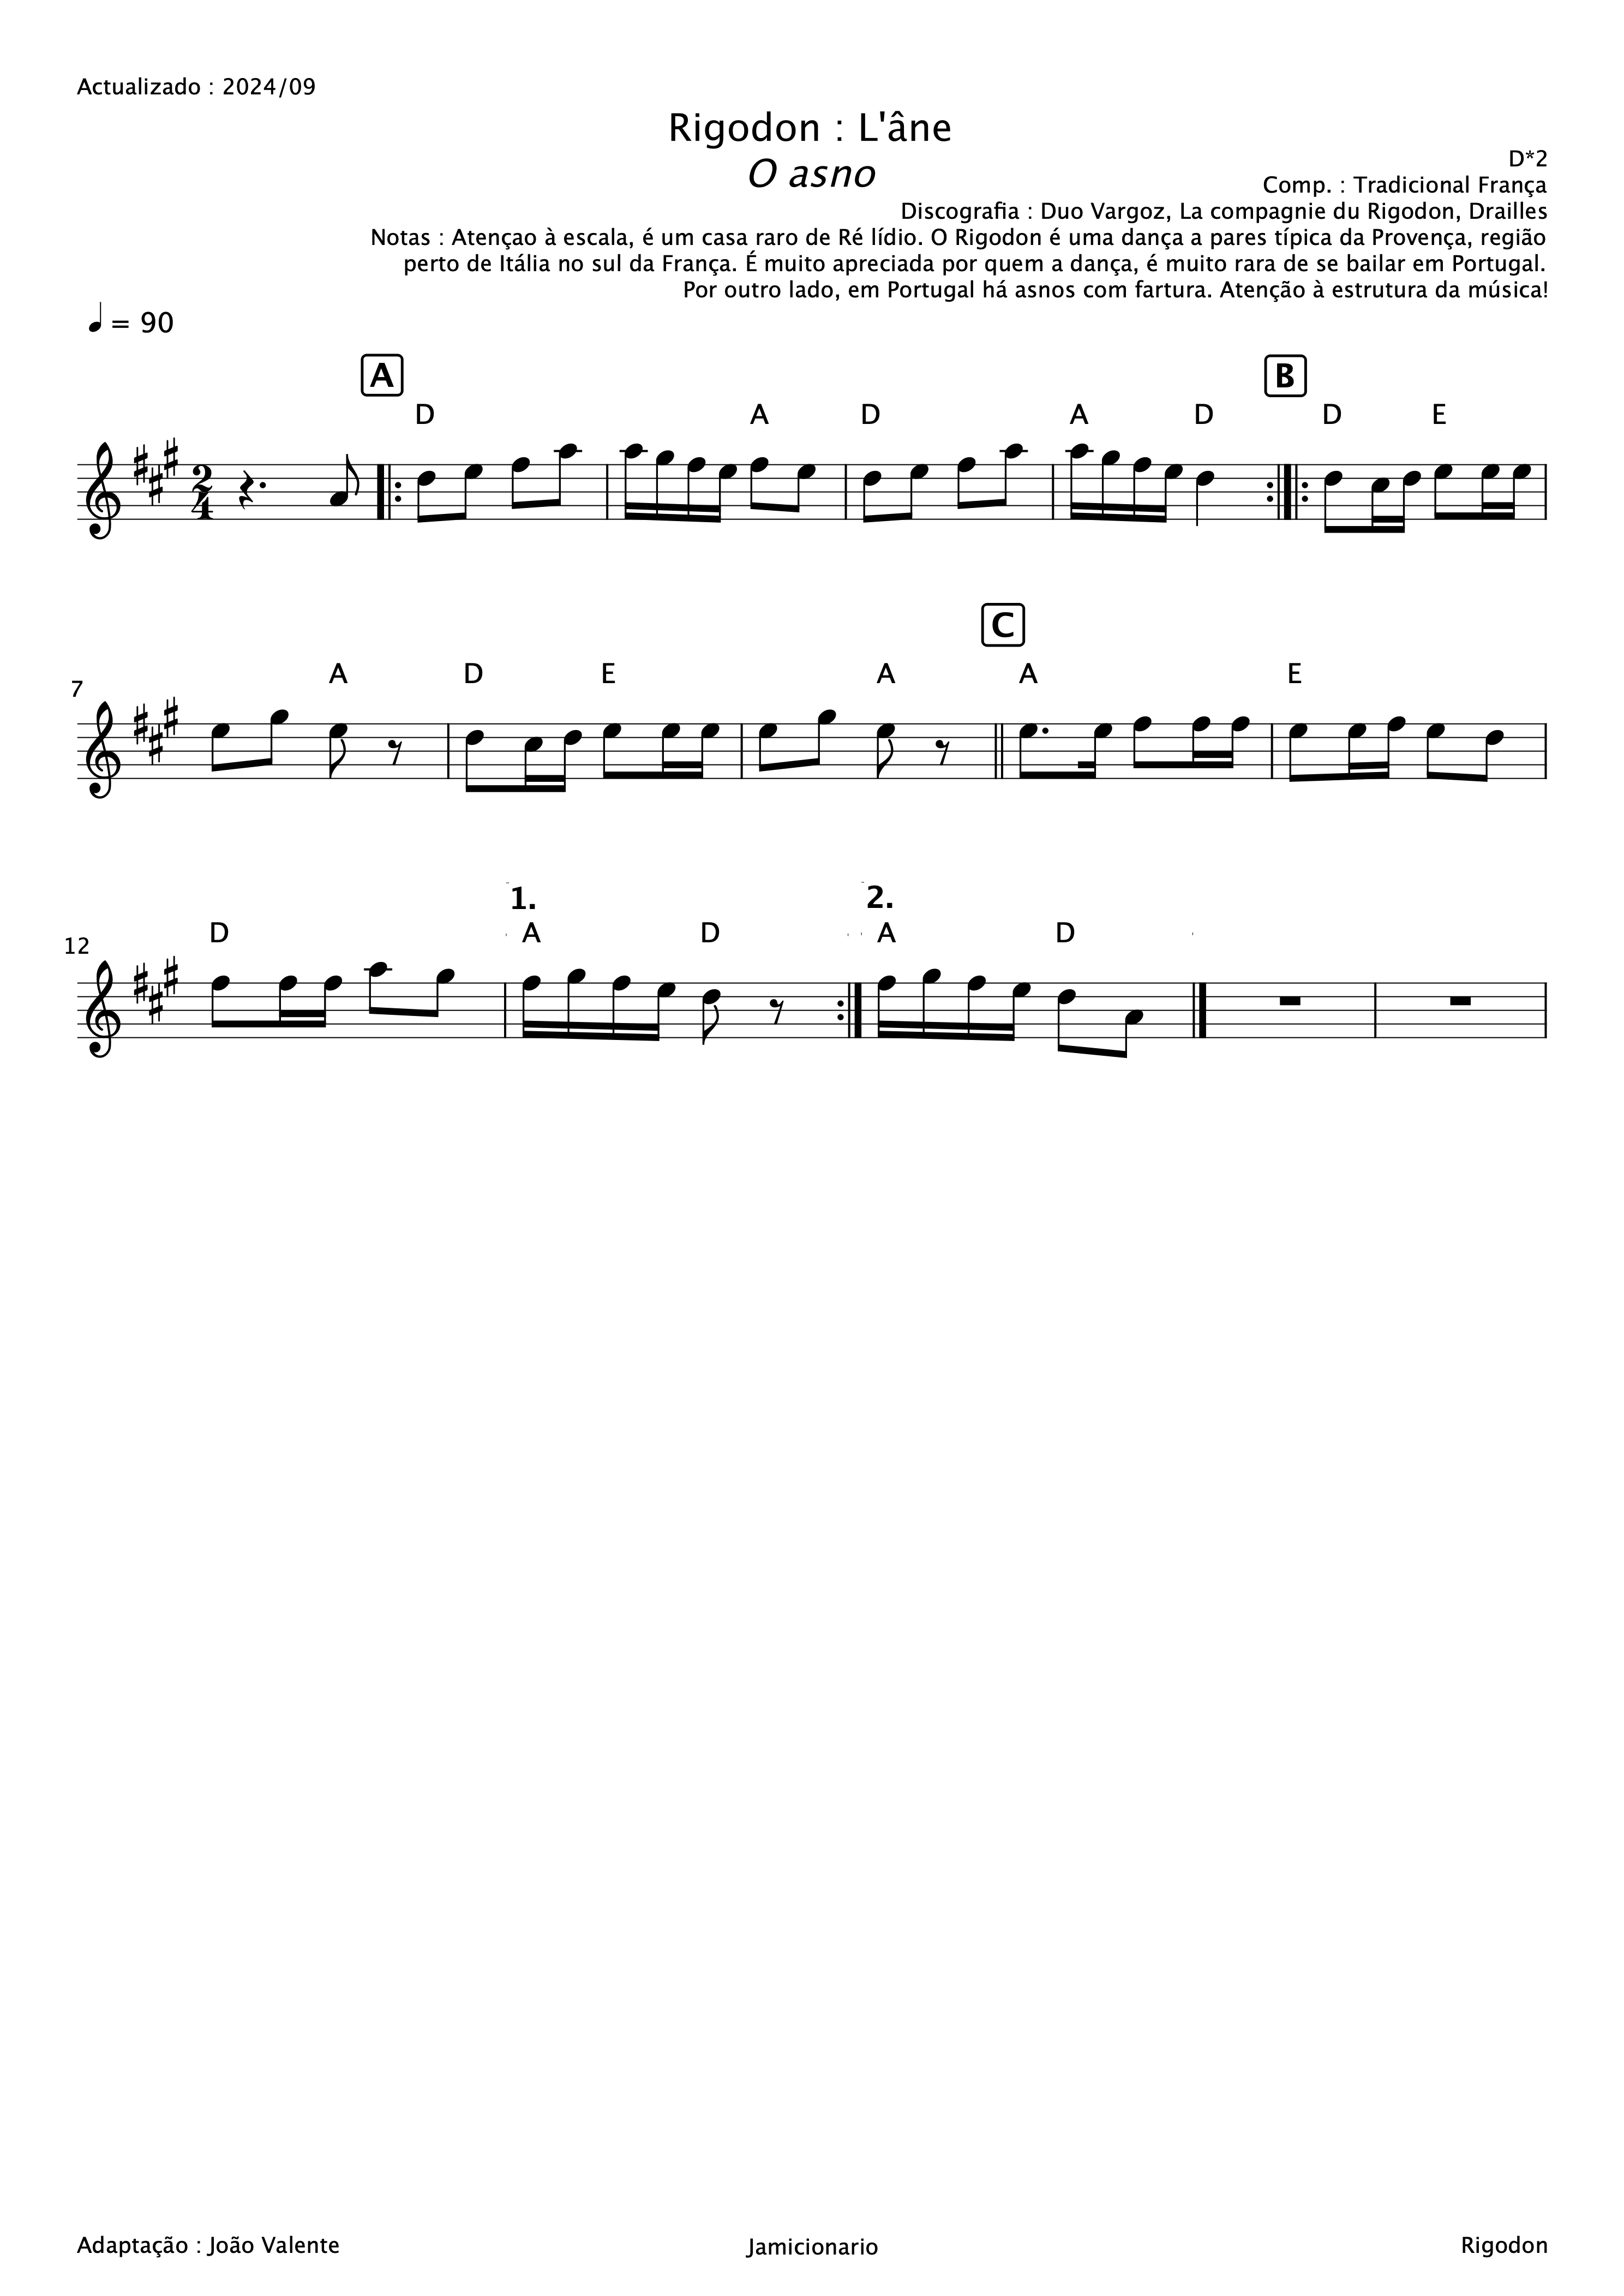 Actualizado : 2024/09
Rigodon : L'âne
O asno
D*2
Comp. : Tradicional França
Discografia : Duo Vargoz, La compagnie du Rigodon, Drailles
Notas : Atençao à escala, é um casa raro de Ré lídio. O Rigodon é uma dança a pares típica da Provença, região
perto de Itália no sul da França. É muito apreciada por quem a dança, é muito rara de se bailar em Portugal.
Por outro lado, em Portugal há asnos com fartura. Atenção à estrutura da música!
= 90
A B
D A D A D D E
2
4
C
7 A D E A A E
1. 2.
12 D A D A D
Adaptação : João Valente Jamicionario Rigodon